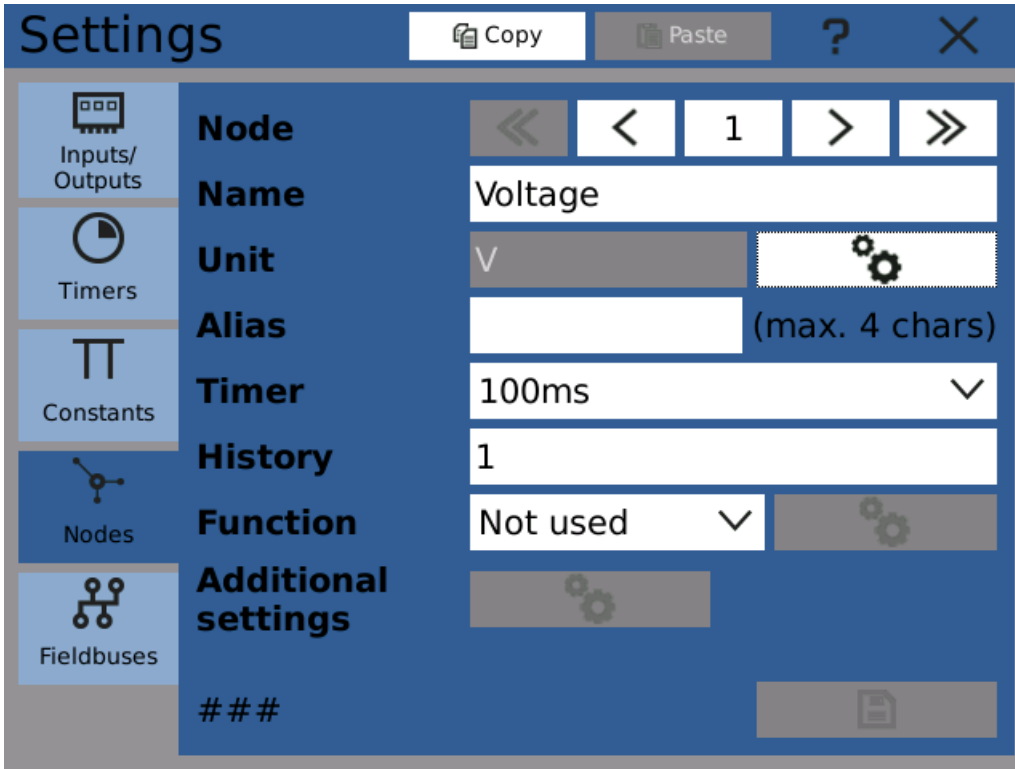 Settings
Copy
Paste
?
Inputs/
Outputs
Timers
Constants
Nodes
Fieldbuses
Node
1
Name
Voltage
Unit
V
Alias
(max. 4 chars)
Timer
100ms
History
1
Function
Not used
Additional
settings
###